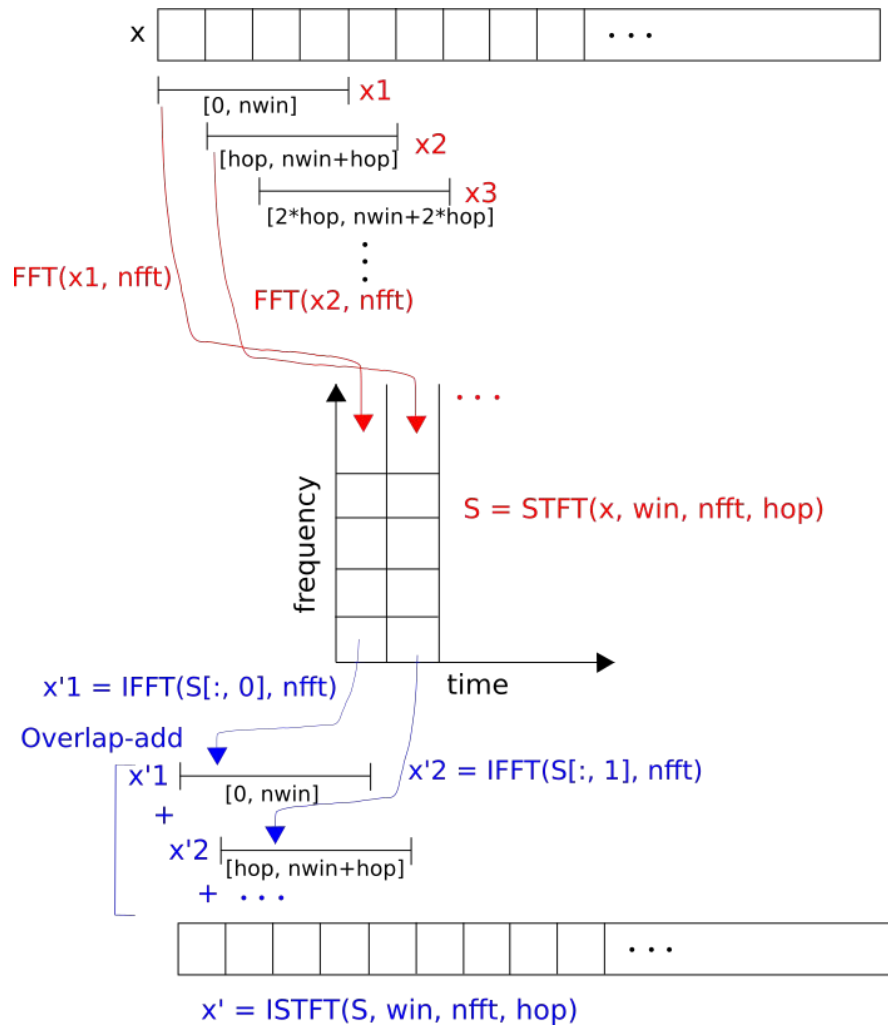 x
. . .
[0, nwin]
x1
[hop, nwin+hop]
x2
x3
[2*hop, nwin+2*hop]
FFT(x1, nfft)
FFT(x2, nfft)
. . .
frequency
S = STFT(x, win, nfft, hop)
x'1 = IFFT(S[:, 0], nfft)
time
Overlap-add
x'1
[0, nwin]
x'2 = IFFT(S[:, 1], nfft)
+
x'2
[hop, nwin+hop]
+ . . .
. . .
x' = ISTFT(S, win, nfft, hop)